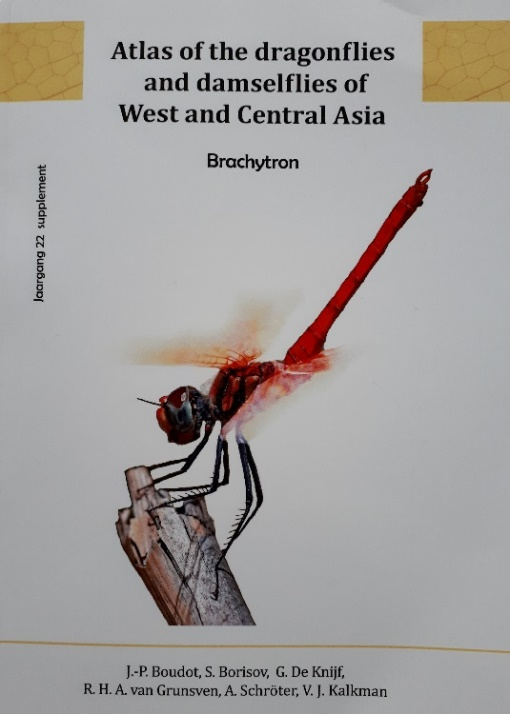 Atlas of the dragonflies
and damselflies of
West and Central Asia
Brachytron
Jaargang 22 supplement
J.-P. Boudot, S. Borisov, G. De Knijf,
R. H. A. van Grunsven, A. Schröter, V. J. Kalkman